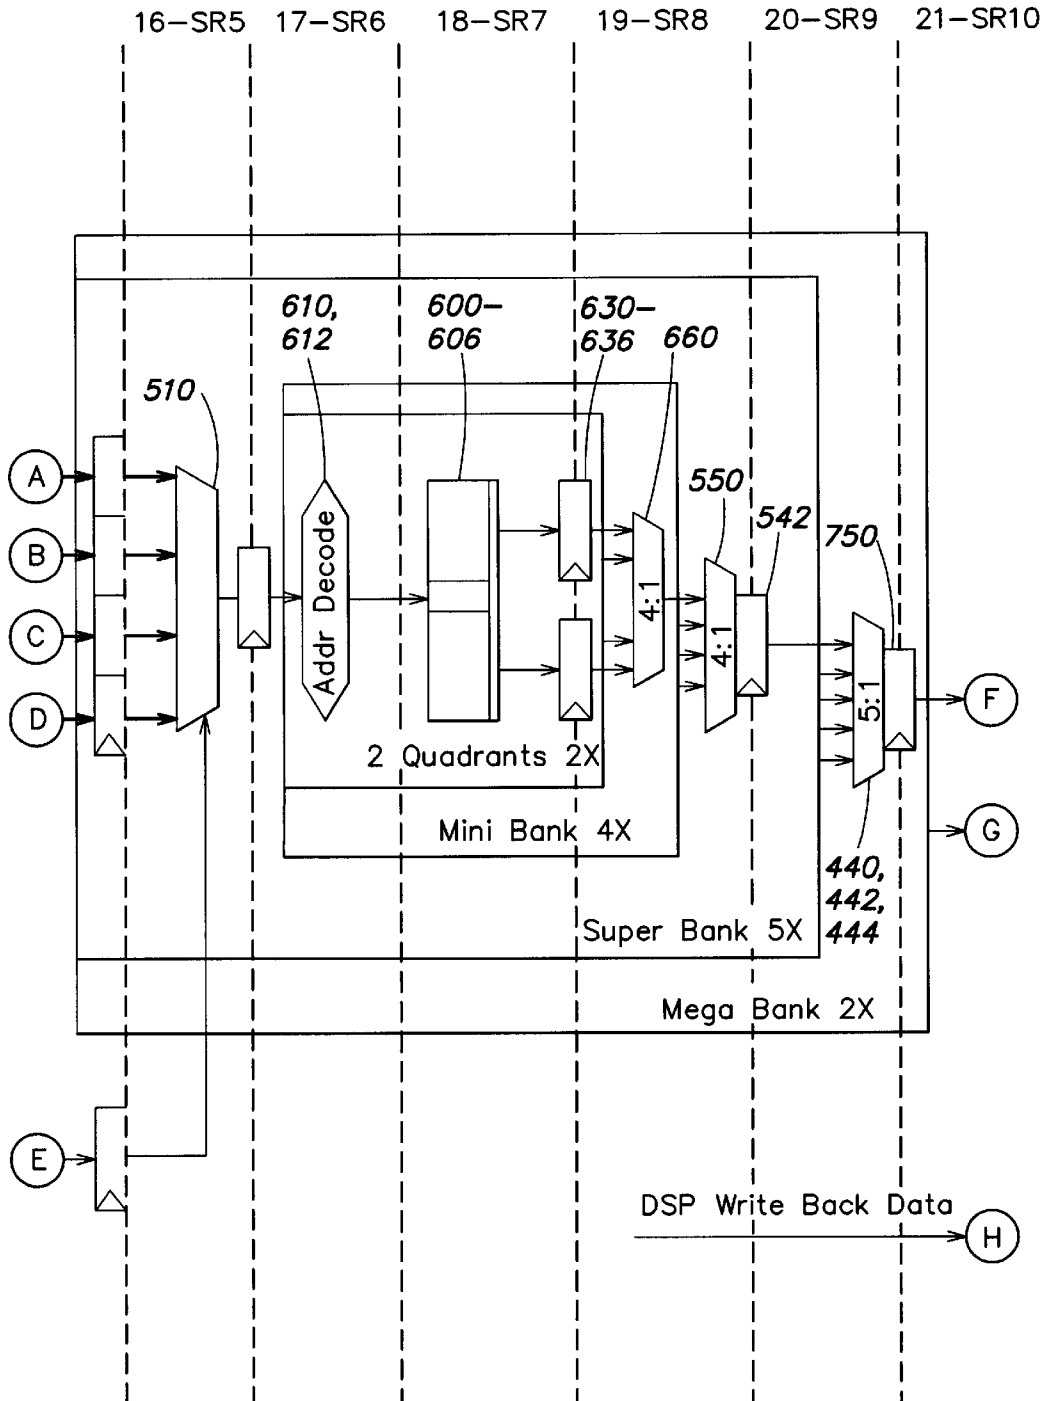 16-SR5 17-SR6 18-SR7 19-SR8 20-SR9 21-SR10
610, 612
600-606
630-636
660
510
550
542
750
A
B
C
D
Addr Decode
4:1
4:1
5:1
F
G
2 Quadrants 2X
Mini Bank 4X
440, 442, 444
Super Bank 5X
Mega Bank 2X
E
DSP Write Back Data
H